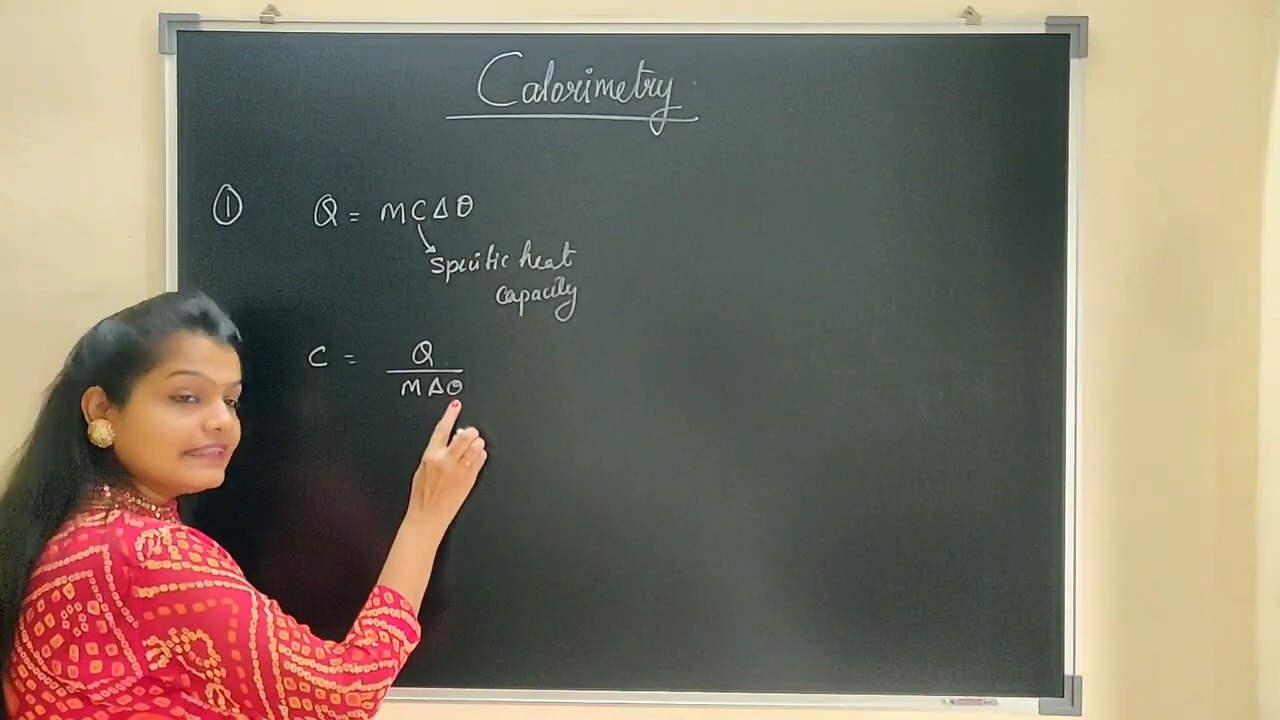 Calorimetry
① Q = MCΔθ
Specific heat
capacity
C = Q / MΔθ